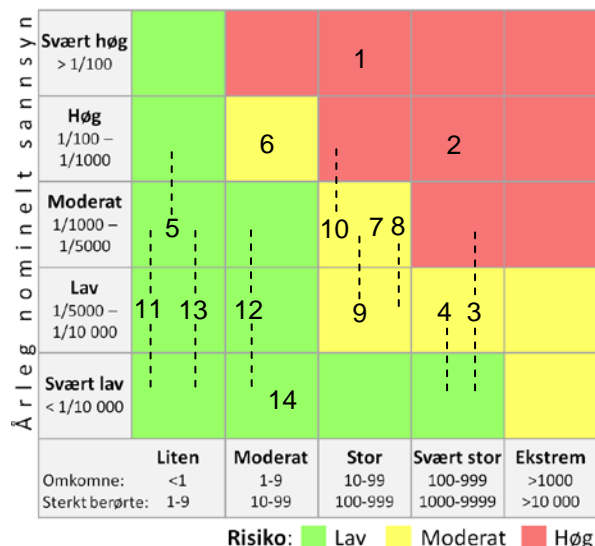 Årleg nominelt sannsyn
Svært høg
> 1/100
1
Høg
1/100 –
1/1000
6
2
Moderat
1/1000 –
1/5000
5
10
7
8
Lav
1/5000 –
1/10 000
11
13
12
9
4
3
Svært lav
< 1/10 000
14
Liten
Moderat
Stor
Svært stor
Ekstrem
Omkomne:
<1
1-9
10-99
100-999
>1000
Sterkt berørte:
1-9
10-99
100-999
1000-9999
>10 000
Risiko: Lav Moderat Høg